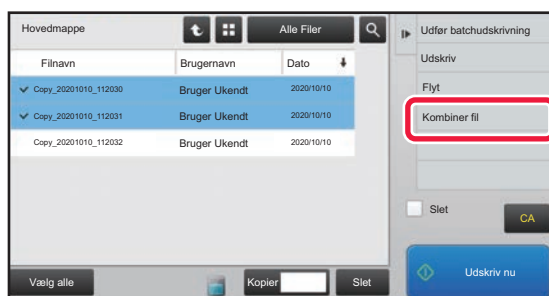 Hovedmappe
Alle Filer
Filnavn Brugernavn Dato
Copy_20201010_112030 Bruger Ukendt 2020/10/10
Copy_20201010_112031 Bruger Ukendt 2020/10/10
Copy_20201010_112032 Bruger Ukendt 2020/10/10
Vælg alle
Kopier
Slet
Udfør batchudskrivning
Udskriv
Flyt
Kombiner fil
Slet
CA
Udskriv nu